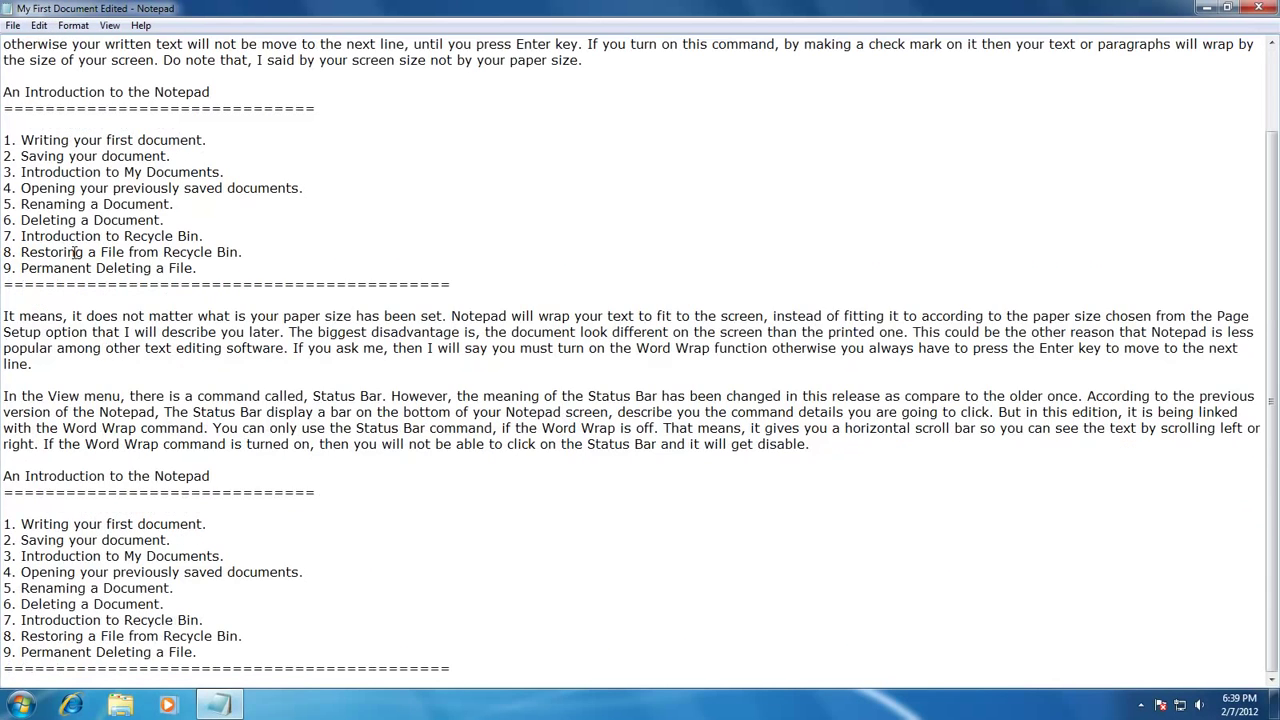 My First Document Edited - Notepad
File Edit Format View Help
otherwise your written text will not be move to the next line, until you press Enter key. If you turn on this command, by making a check mark on it then your text or paragraphs will wrap by
the size of your screen. Do note that, I said by your screen size not by your paper size.
An Introduction to the Notepad
==============================
1. Writing your first document.
2. Saving your document.
3. Introduction to My Documents.
4. Opening your previously saved documents.
5. Renaming a Document.
6. Deleting a Document.
7. Introduction to Recycle Bin.
8. Restoring a File from Recycle Bin.
9. Permanent Deleting a File.
===========================================
It means, it does not matter what is your paper size has been set. Notepad will wrap your text to fit to the screen, instead of fitting it to according to the paper size chosen from the Page
Setup option that I will describe you later. The biggest disadvantage is, the document look different on the screen than the printed one. This could be the other reason that Notepad is less
popular among other text editing software. If you ask me, then I will say you must turn on the Word Wrap function otherwise you always have to press the Enter key to move to the next
line.
In the View menu, there is a command called, Status Bar. However, the meaning of the Status Bar has been changed in this release as compare to the older once. According to the previous
version of the Notepad, The Status Bar display a bar on the bottom of your Notepad screen, describe you the command details you are going to click. But in this edition, it is being linked
with the Word Wrap command. You can only use the Status Bar command, if the Word Wrap is off. That means, it gives you a horizontal scroll bar so you can see the text by scrolling left or
right. If the Word Wrap command is turned on, then you will not be able to click on the Status Bar and it will get disable.
An Introduction to the Notepad
==============================
1. Writing your first document.
2. Saving your document.
3. Introduction to My Documents.
4. Opening your previously saved documents.
5. Renaming a Document.
6. Deleting a Document.
7. Introduction to Recycle Bin.
8. Restoring a File from Recycle Bin.
9. Permanent Deleting a File.
===========================================
6:39 PM
2/7/2012